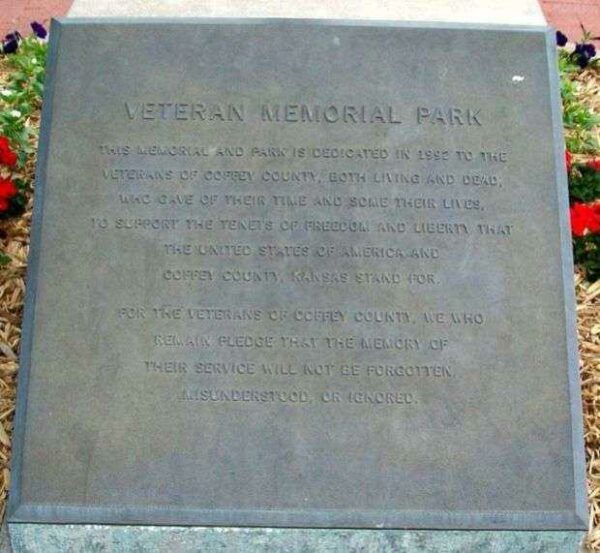 VETERAN MEMORIAL PARK
THIS MEMORIAL AND PARK IS DEDICATED IN 1992 TO THE
VETERANS OF COFFEY COUNTY, BOTH LIVING AND DEAD,
WHO GAVE OF THEIR TIME AND SOME THEIR LIVES,
TO SUPPORT THE TENETS OF FREEDOM AND LIBERTY THAT
THE UNITED STATES OF AMERICA AND
COFFEY COUNTY, KANSAS STAND FOR.
FOR THE VETERANS OF COFFEY COUNTY, WE WHO
REMAIN PLEDGE THAT THE MEMORY OF
THEIR SERVICE WILL NOT BE FORGOTTEN,
MISUNDERSTOOD, OR IGNORED.